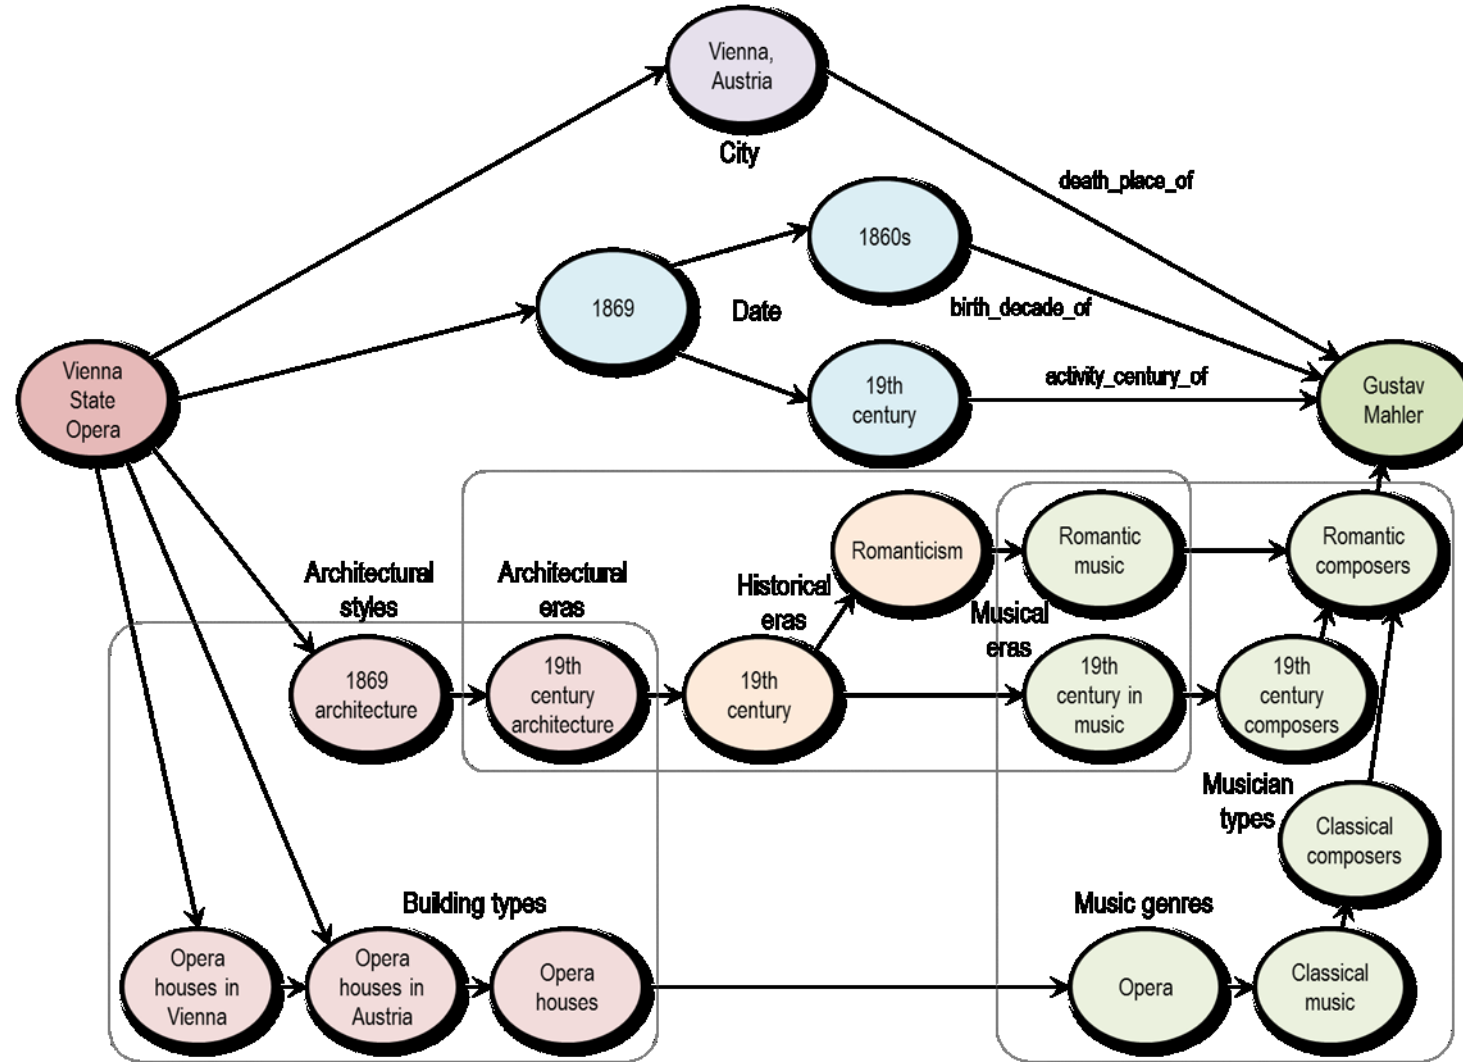 Vienna,
Austria
City
death_place_of
1860s
1869
Date
birth_decade_of
Vienna
State
Opera
19th
century
activity_century_of
Gustav
Mahler
Architectural
styles
Architectural
eras
Historical
eras
Romanticism
Romantic
music
Romantic
composers
Musical
eras
1869
architecture
19th
century
architecture
19th
century
19th
century in
music
19th
century
composers
Musician
types
Classical
composers
Building types
Music genres
Opera
houses in
Vienna
Opera
houses in
Austria
Opera
houses
Opera
Classical
music